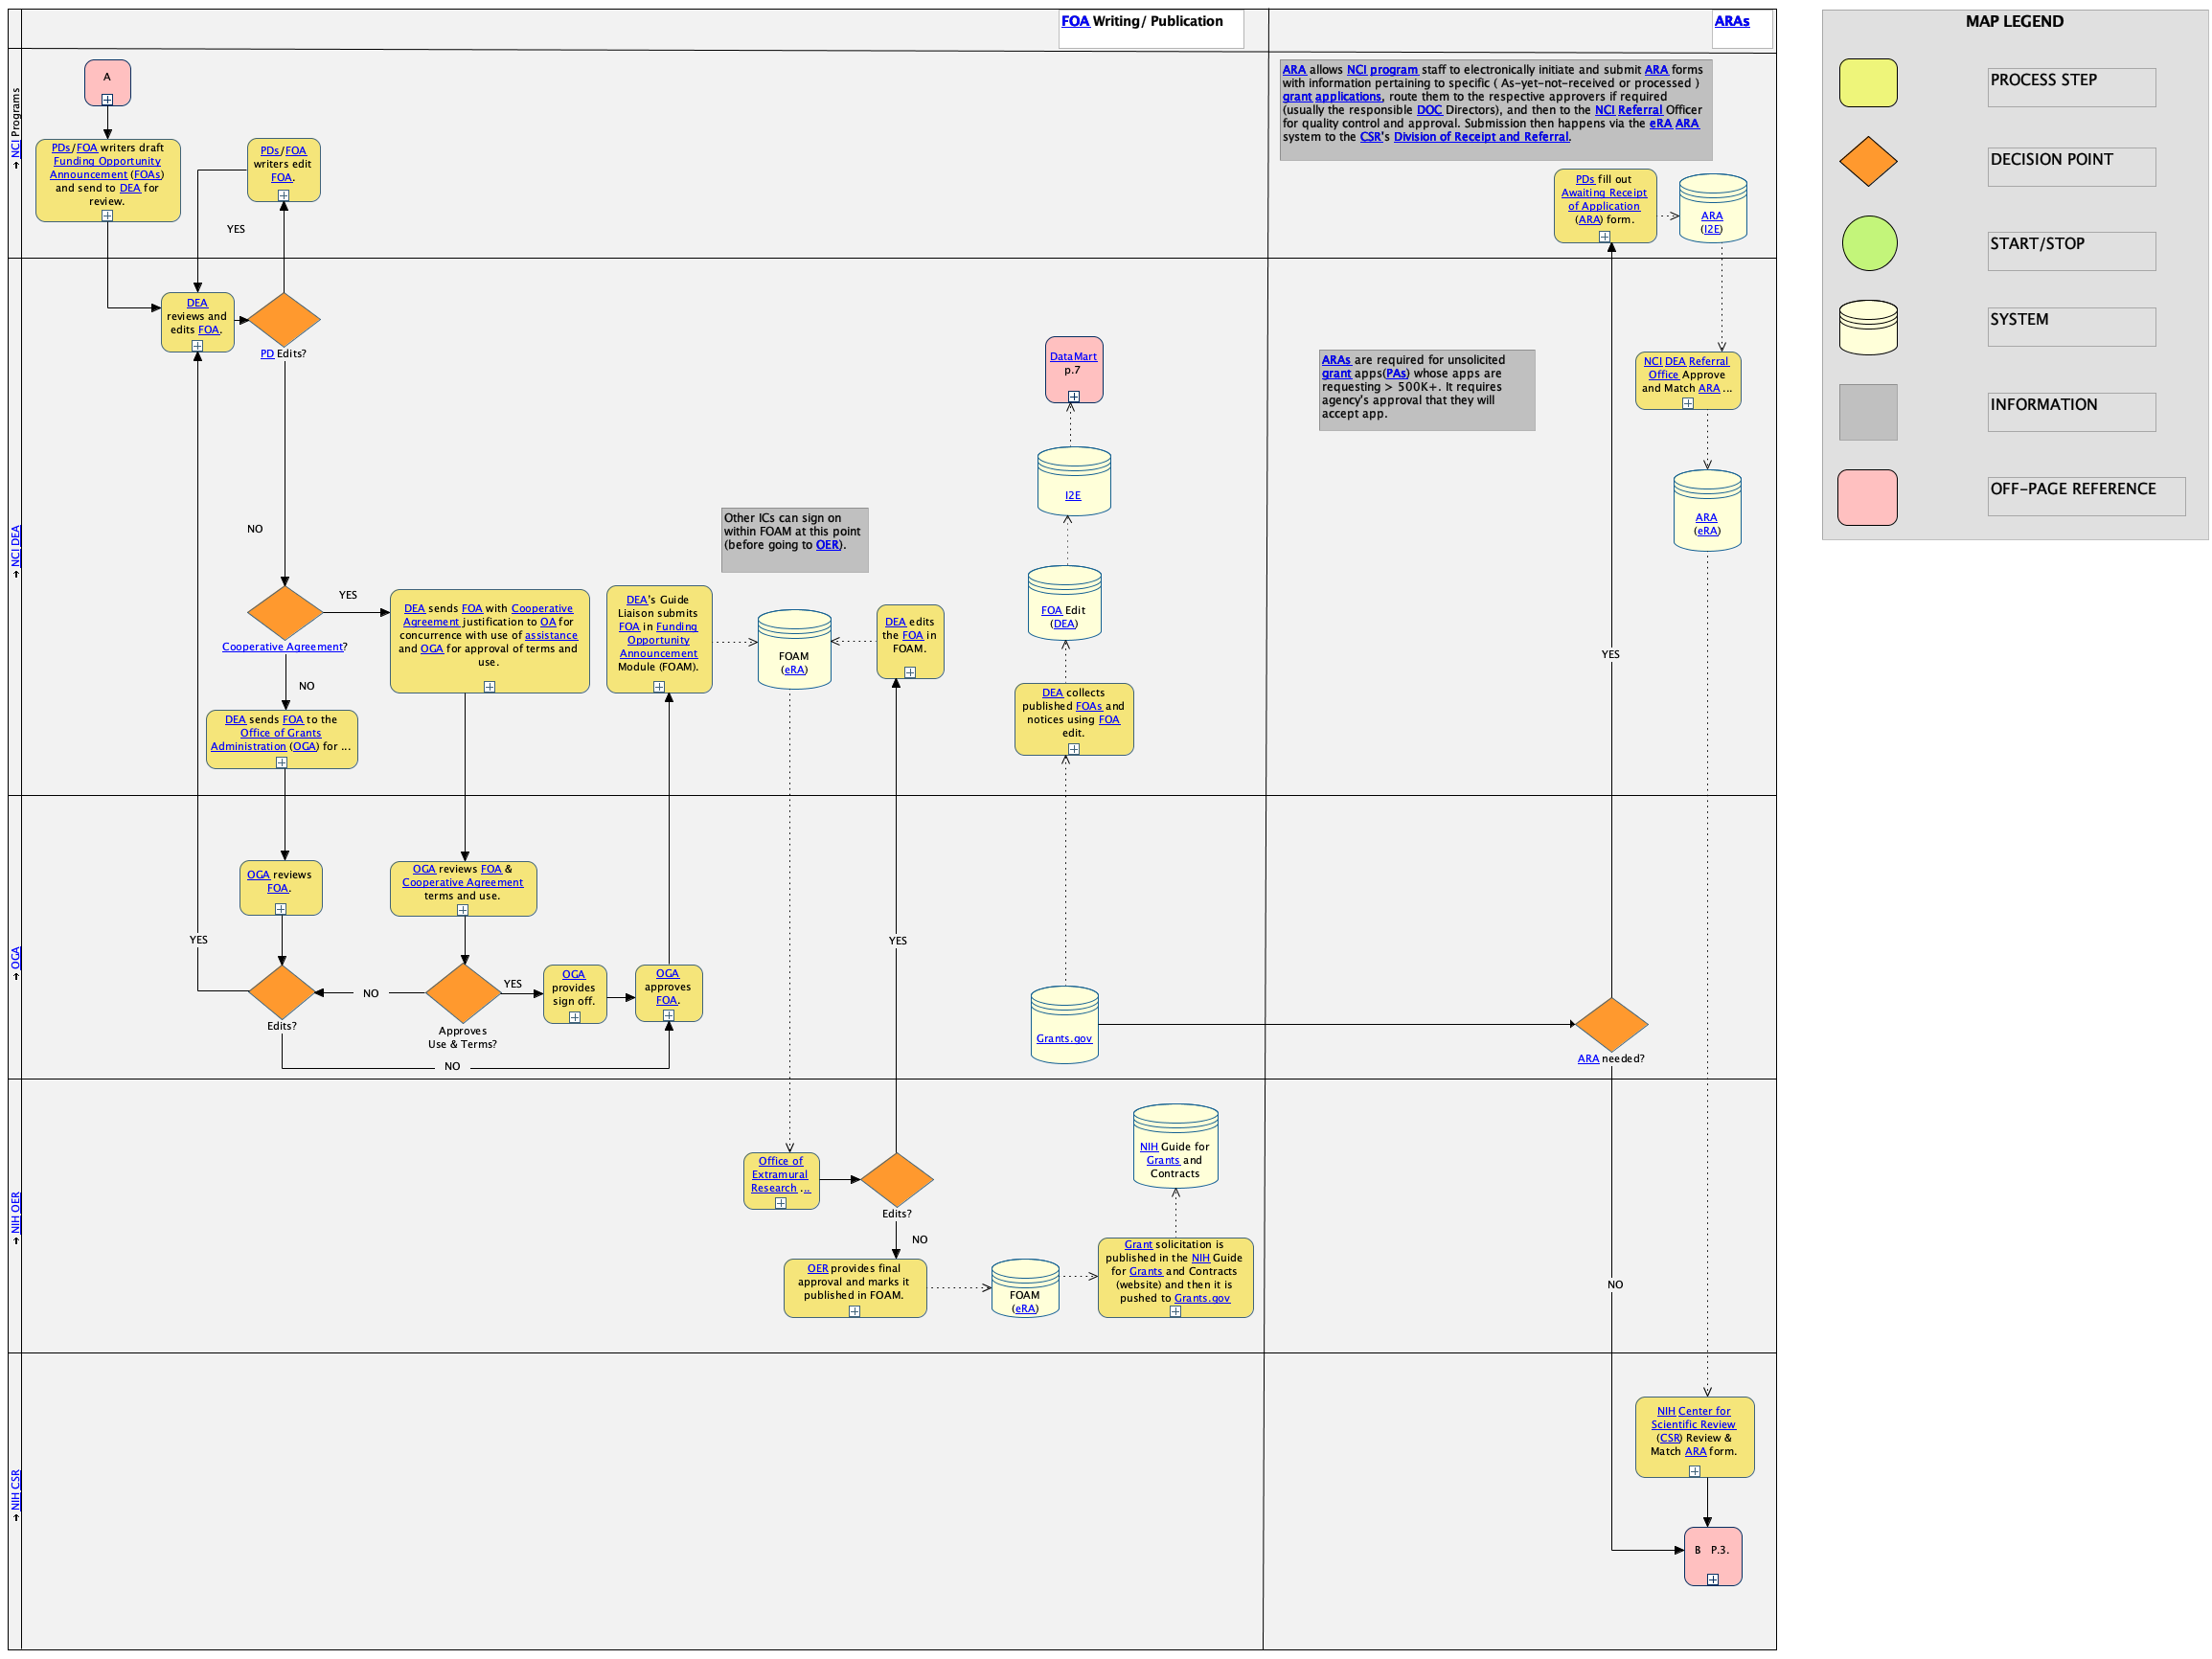 FOA Writing/ Publication
ARAs
MAP LEGEND
PROCESS STEP
DECISION POINT
START/STOP
SYSTEM
INFORMATION
OFF-PAGE REFERENCE
→ NCI Programs
A
PDs/FOA writers draft
Funding Opportunity
Announcement (FOAs)
and send to DEA for
review.
PDs/FOA
writers edit
FOA.
YES
ARA allows NCI program staff to electronically initiate and submit ARA forms
with information pertaining to specific ( As-yet-not-received or processed )
grant applications, route them to the respective approvers if required
(usually the responsible DOC Directors), and then to the NCI Referral Officer
for quality control and approval. Submission then happens via the eRA ARA
system to the CSR's Division of Receipt and Referral.
PDs fill out
Awaiting Receipt
of Application
(ARA) form.
ARA
(I2E)
→ NCI DEA
DEA
reviews and
edits FOA.
PD Edits?
NO
DataMart
p.7
ARAs are required for unsolicited
grant apps(PAs) whose apps are
requesting > 500K+. It requires
agency's approval that they will
accept app.
NCI DEA Referral
Office Approve
and Match ARA ...
I2E
ARA
(eRA)
Other ICs can sign on
within FOAM at this point
(before going to OER).
Cooperative Agreement?
YES
DEA sends FOA with Cooperative
Agreement justification to OA for
concurrence with use of assistance
and OGA for approval of terms and
use.
DEA's Guide
Liaison submits
FOA in Funding
Opportunity
Announcement
Module (FOAM).
FOAM
(eRA)
DEA edits
the FOA in
FOAM.
FOA Edit
(DEA)
YES
NO
DEA sends FOA to the
Office of Grants
Administration (OGA) for ...
DEA collects
published FOAs and
notices using FOA
edit.
→ OGA
OGA reviews
FOA.
OGA reviews FOA &
Cooperative Agreement
terms and use.
YES
YES
Edits?
NO
Approves
Use & Terms?
YES
OGA
provides
sign off.
OGA
approves
FOA.
NO
Grants.gov
ARA needed?
→ NIH OER
Office of
Extramural
Research ...
Edits?
NO
NIH Guide for
Grants and
Contracts
OER provides final
approval and marks it
published in FOAM.
FOAM
(eRA)
Grant solicitation is
published in the NIH Guide
for Grants and Contracts
(website) and then it is
pushed to Grants.gov
NO
→ NIH CSR
NIH Center for
Scientific Review
(CSR) Review &
Match ARA form.
B P.3.